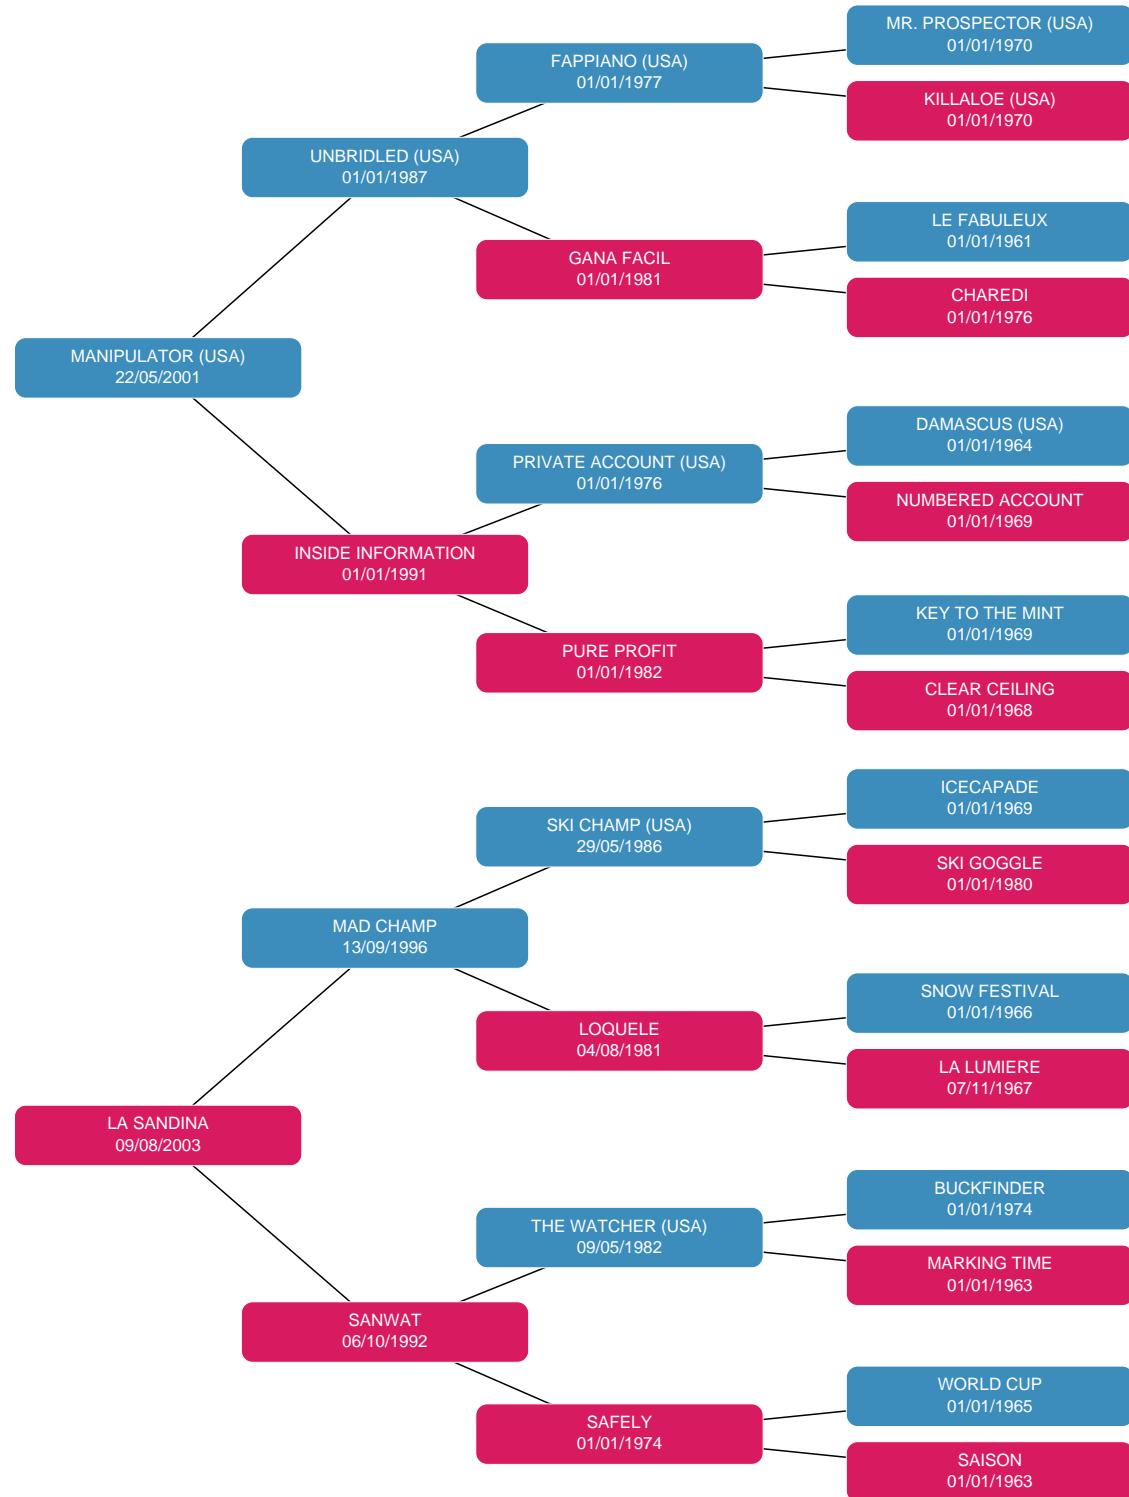 MR. PROSPECTOR (USA)
01/01/1970
FAPPIANO (USA)
01/01/1977
KILLALOE (USA)
01/01/1970
UNBRIDLED (USA)
01/01/1987
LE FABULEUX
01/01/1961
GANA FACIL
01/01/1981
CHAREDI
01/01/1976
MANIPULATOR (USA)
22/05/2001
DAMASCUS (USA)
01/01/1964
PRIVATE ACCOUNT (USA)
01/01/1976
NUMBERED ACCOUNT
01/01/1969
INSIDE INFORMATION
01/01/1991
KEY TO THE MINT
01/01/1969
PURE PROFIT
01/01/1982
CLEAR CEILING
01/01/1968
ICECAPADE
01/01/1969
SKI CHAMP (USA)
29/05/1986
SKI GOGGLE
01/01/1980
MAD CHAMP
13/09/1996
SNOW FESTIVAL
01/01/1966
LOQUELE
04/08/1981
LA LUMIERE
07/11/1967
LA SANDINA
09/08/2003
BUCKFINDER
01/01/1974
THE WATCHER (USA)
09/05/1982
MARKING TIME
01/01/1963
SANWAT
06/10/1992
WORLD CUP
01/01/1965
SAFELY
01/01/1974
SAISON
01/01/1963